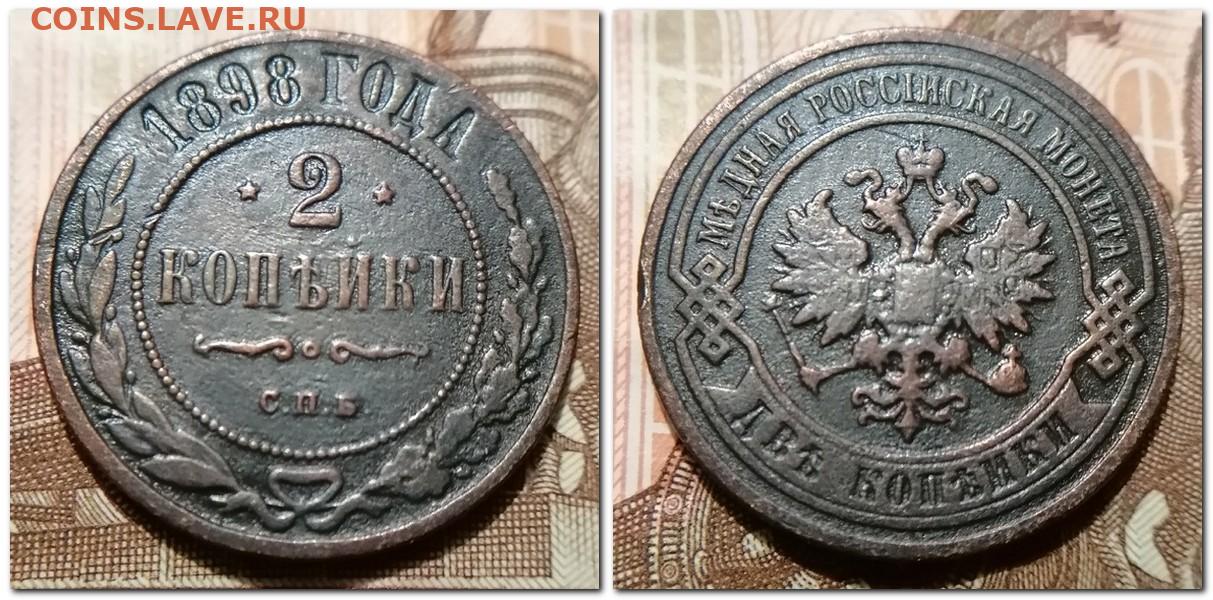 COINS.LAVE.RU
1898 ГОДА
2
КОПѢЙКИ
С.П.Б.
МѢДНАЯ РОССІЙСКАЯ МОНЕТА
ДВѢ КОПѢЙКИ